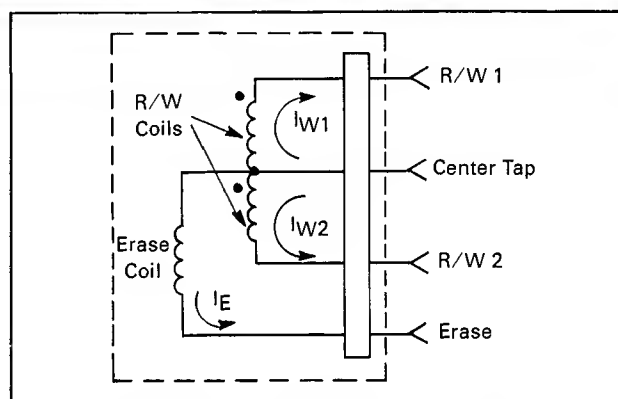 R/W 1
R/W
Coils
IW1
Center Tap
IW2
Erase
Coil
R/W 2
IE
Erase